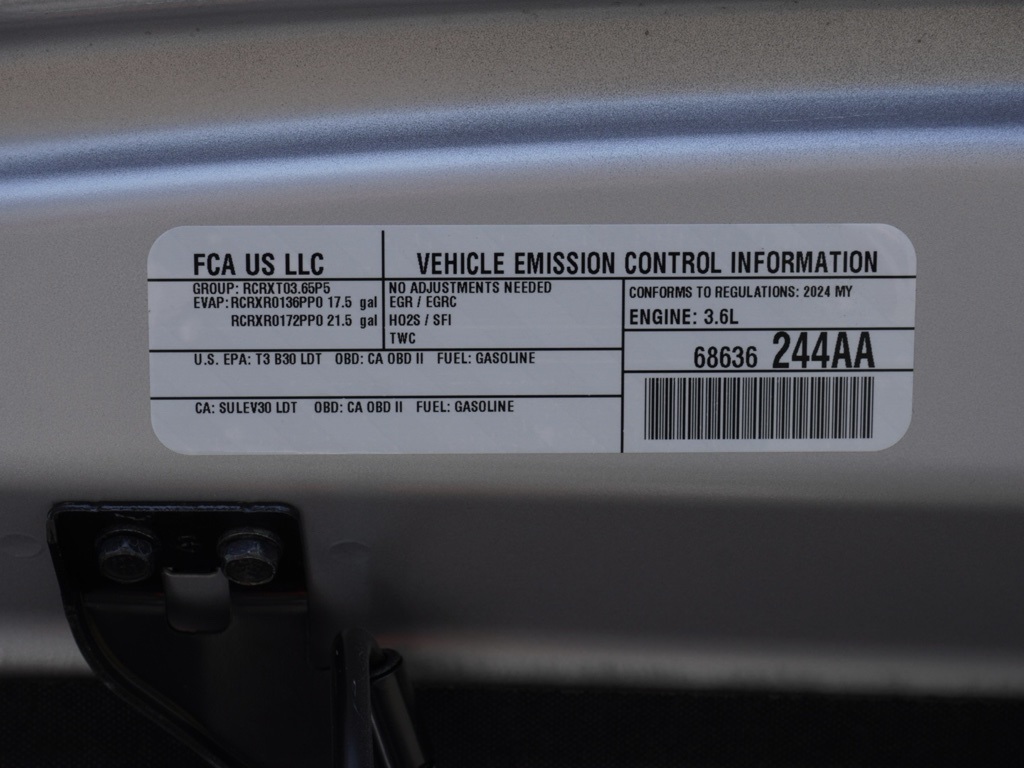 FCA US LLC
VEHICLE EMISSION CONTROL INFORMATION
GROUP: RCRXT03.65P5
EVAP: RCRXR0136PP0 17.5 gal
RCRXR0172PP0 21.5 gal
NO ADJUSTMENTS NEEDED
EGR / EGRC
HO2S / SFI
TWC
CONFORMS TO REGULATIONS: 2024 MY
ENGINE: 3.6L
68636 244AA
U.S. EPA: T3 B30 LDT OBD: CA OBD II FUEL: GASOLINE
CA: SULEV30 LDT OBD: CA OBD II FUEL: GASOLINE